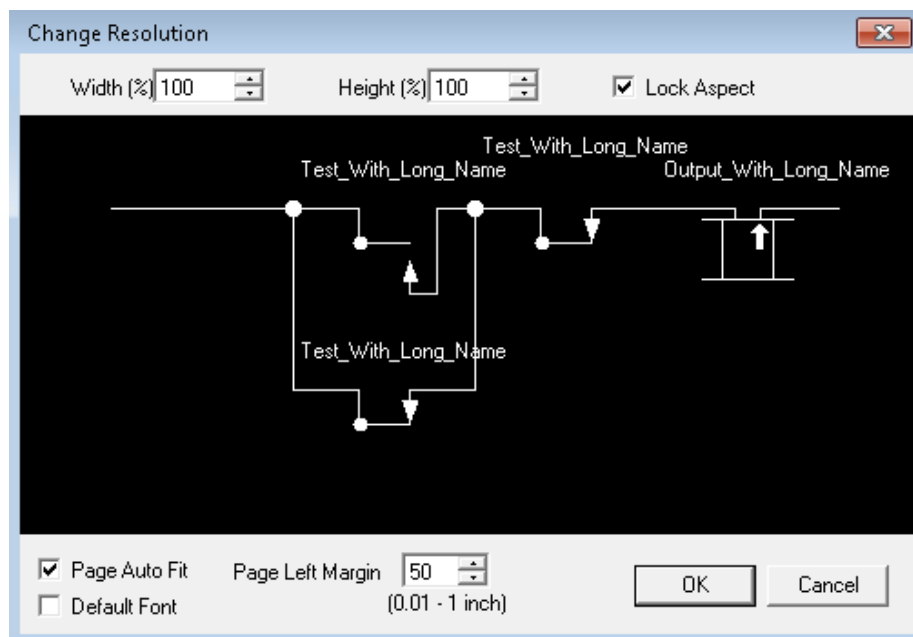 Change Resolution
Width (%) 100 Height (%) 100 Lock Aspect
Test_With_Long_Name
Test_With_Long_Name Output_With_Long_Name
Test_With_Long_Name
Page Auto Fit Page Left Margin 50
Default Font (0.01 - 1 inch)
OK Cancel